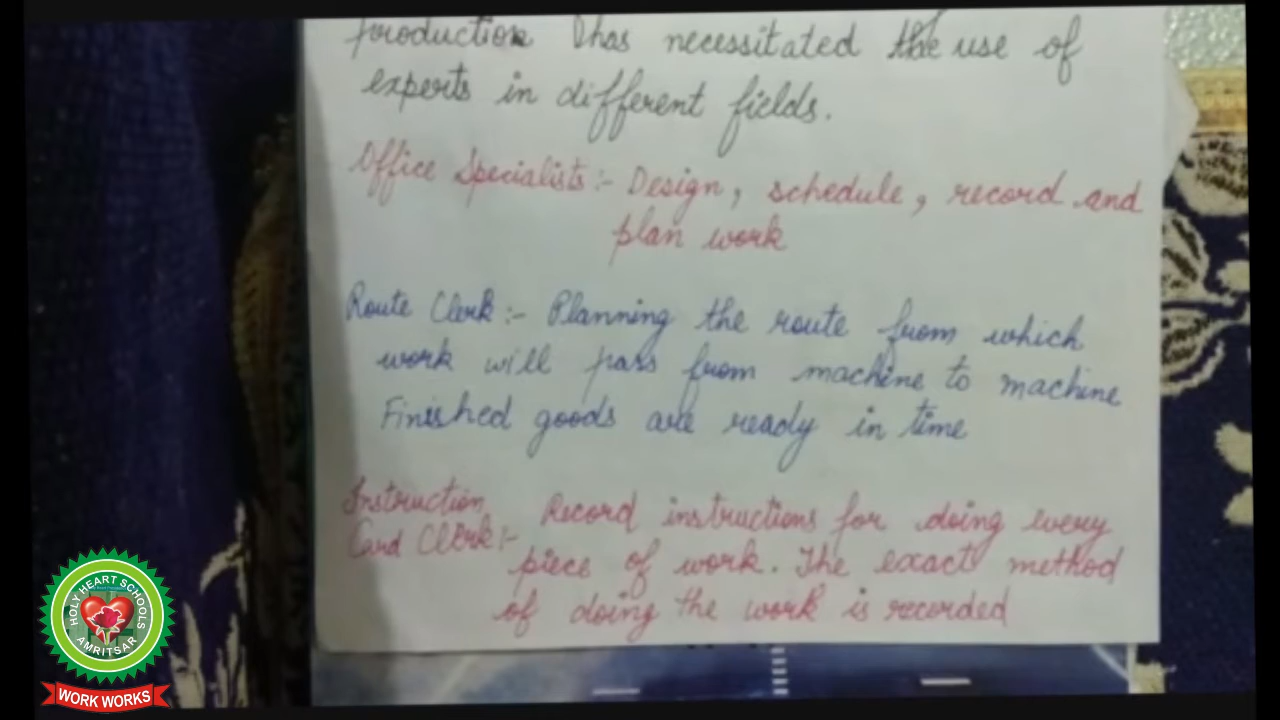 production has necessitated the use of
experts in different fields.
Office Specialists:- Design, schedule, record and
plan work
Route Clerk:- Planning the route from which
work will pass from machine to machine
Finished goods are ready in time
Instruction Record instructions for doing every
Card Clerk:- piece of work. The exact method
of doing the work is recorded
HOLY HEART SCHOOLS
AMRITSAR
WORK WORKS